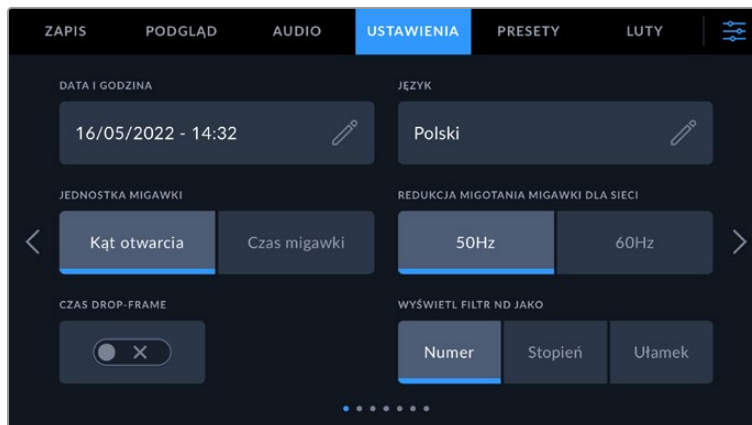 ZAPIS PODGLĄD AUDIO USTAWIENIA PRESETY LUTY
DATA I GODZINA JĘZYK
16/05/2022 - 14:32 Polski
JEDNOSTKA MIGAWKI REDUKCJA MIGOTANIA MIGAWKI DLA SIECI
Kąt otwarcia Czas migawki 50Hz 60Hz
CZAS DROP-FRAME WYŚWIETL FILTR ND JAKO
Numer Stopień Ułamek